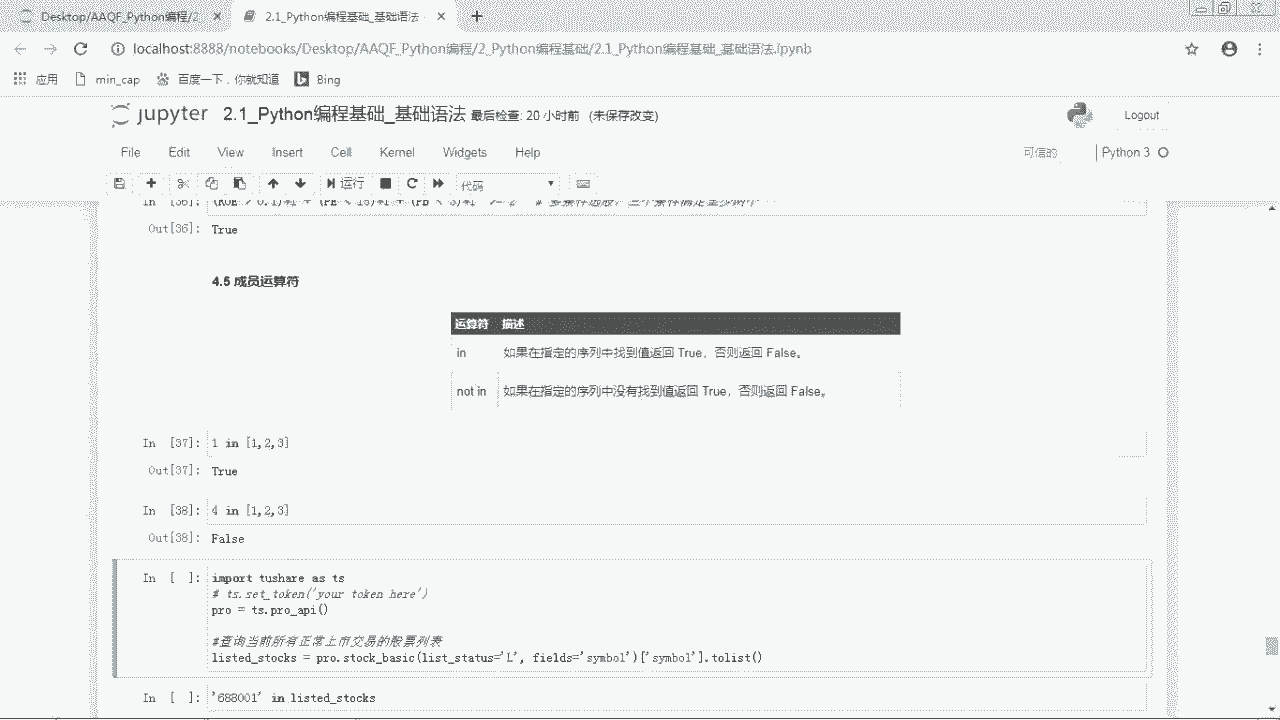 Desktop/AAQF_Python编程/2_
2.1_Python编程基础_基础语法
localhost:8888/notebooks/Desktop/AAQF_Python编程/2_Python编程基础/2.1_Python编程基础_基础语法.ipynb
应用 min_cap 百度一下，你就知道 Bing
jupyter 2.1_Python编程基础_基础语法 最后检查: 20 小时前 (未保存改变) Logout
File Edit View Insert Cell Kernel Widgets Help 可信的 Python 3
运行 代码
Out[36]: True
4.5 成员运算符
运算符 描述
in 如果在指定的序列中找到值返回 True，否则返回 False。
not in 如果在指定的序列中没有找到值返回 True，否则返回 False。
In [37]: 1 in [1,2,3]
Out[37]: True
In [38]: 4 in [1,2,3]
Out[38]: False
In [ ]: import tushare as ts
# ts.set_token('your token here')
pro = ts.pro_api()
#查询当前所有正常上市交易的股票列表
listed_stocks = pro.stock_basic(list_status='L', fields='symbol')['symbol'].tolist()
In [ ]: '688001' in listed_stocks